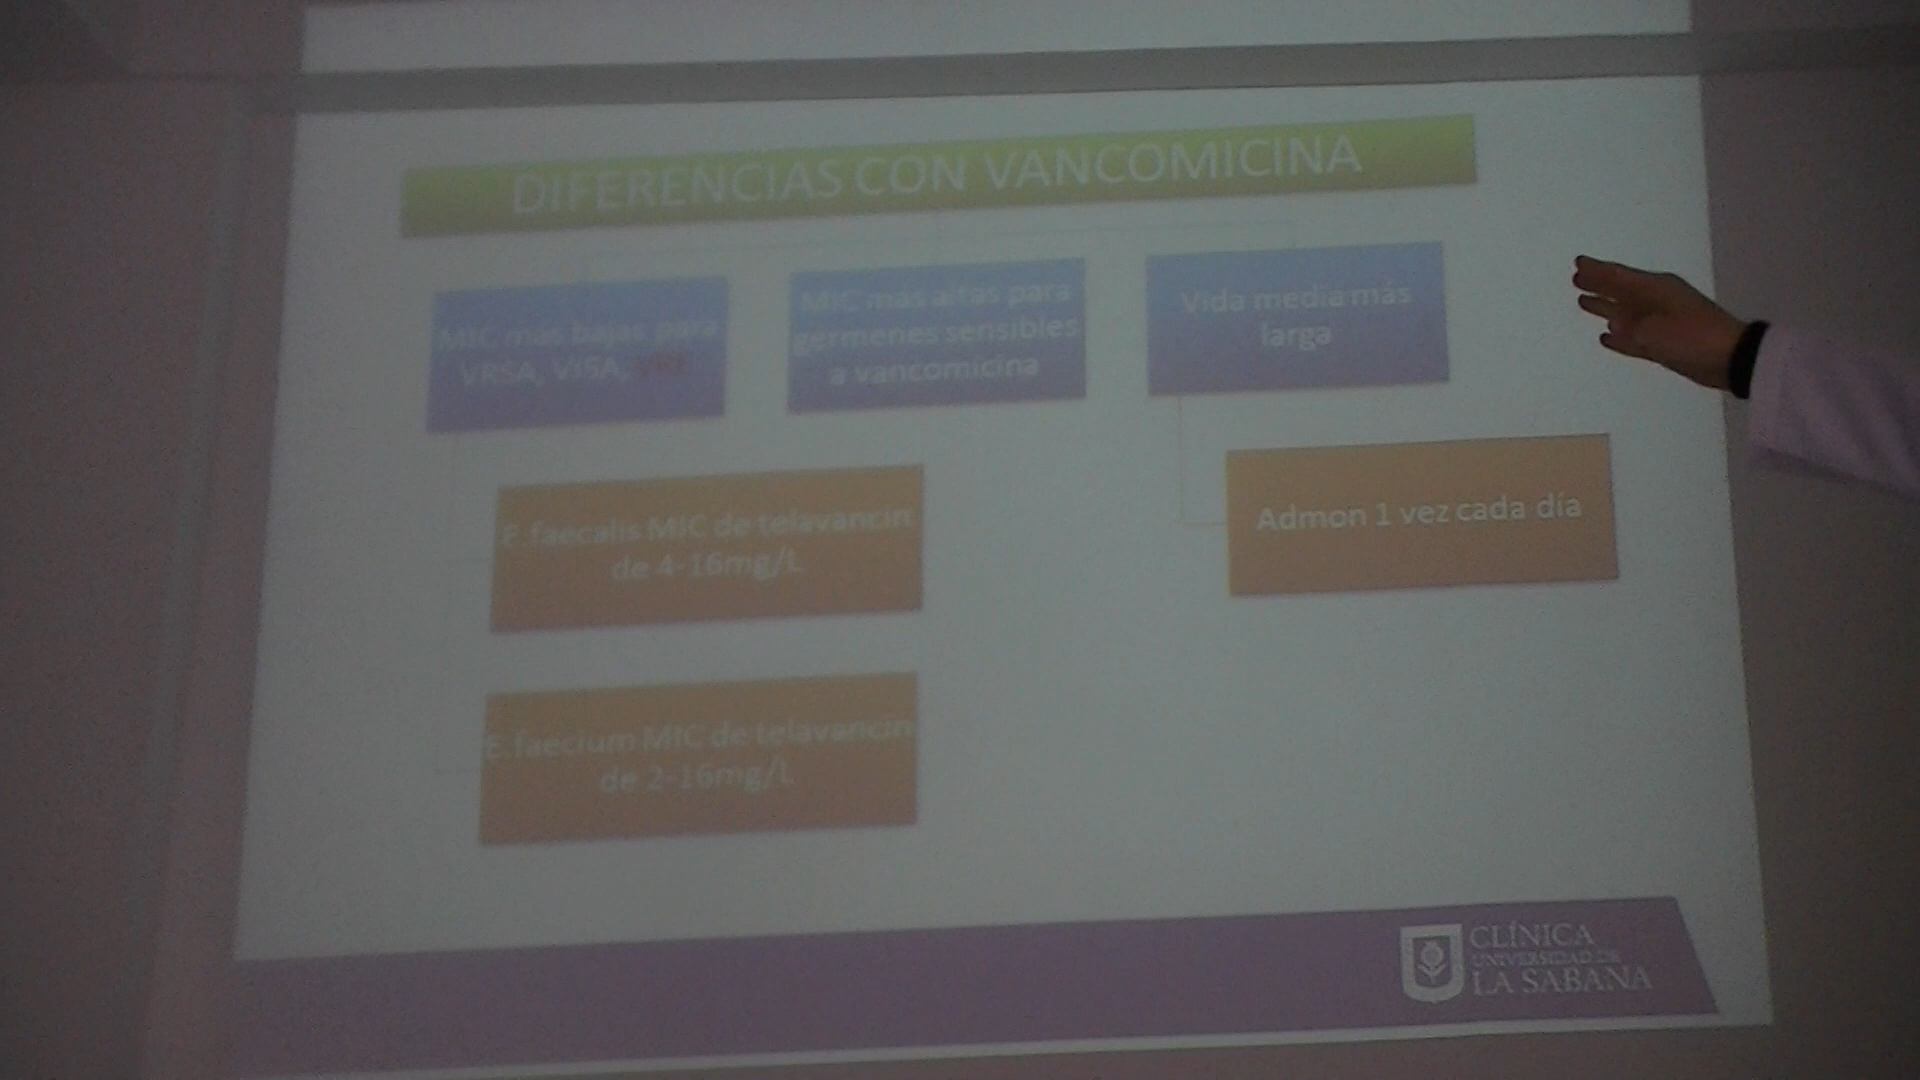 DIFERENCIAS CON VANCOMICINA
MIC más bajas para
VRSA, VISA, VRE
MIC más altas para
gérmenes sensibles
a vancomicina
Vida media más
larga
E.faecalis MIC de telavancin
de 4-16mg/L
Admon 1 vez cada día
E.faecium MIC de telavancin
de 2-16mg/L
CLÍNICA
UNIVERSIDAD DE
LA SABANA